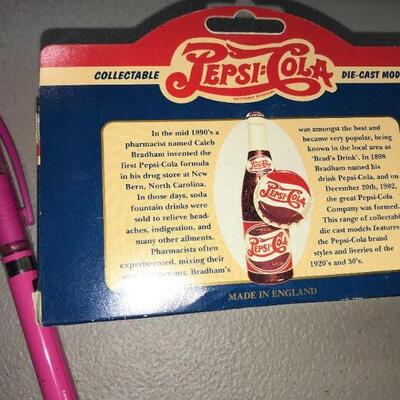 COLLECTABLE
PEPSI:COLA
DIE-CAST MOD
In the mid 1890's a
pharmacist named Caleb
Bradham invented the
first Pepsi-Cola formula
in his drug store at New
Bern, North Carolina.
In those days, soda
fountain drinks were
sold to relieve head-
aches, indigestion, and
many other ailments.
Pharmacists often
experimented, mixing their
Bradham's
was amongst the best and
became very popular, being
known in the local area as
'Brad's Drink'. In 1898
Bradham named his
drink Pepsi-Cola, and on
December 20th, 1902,
the great Pepsi-Cola
Company was formed.
This range of collectabl
die cast models features
the Pepsi-Cola brand
styles and liveries of the
1920's and 30's.
PEPSI:COLA
PEPSI:COLA
MADE IN ENGLAND